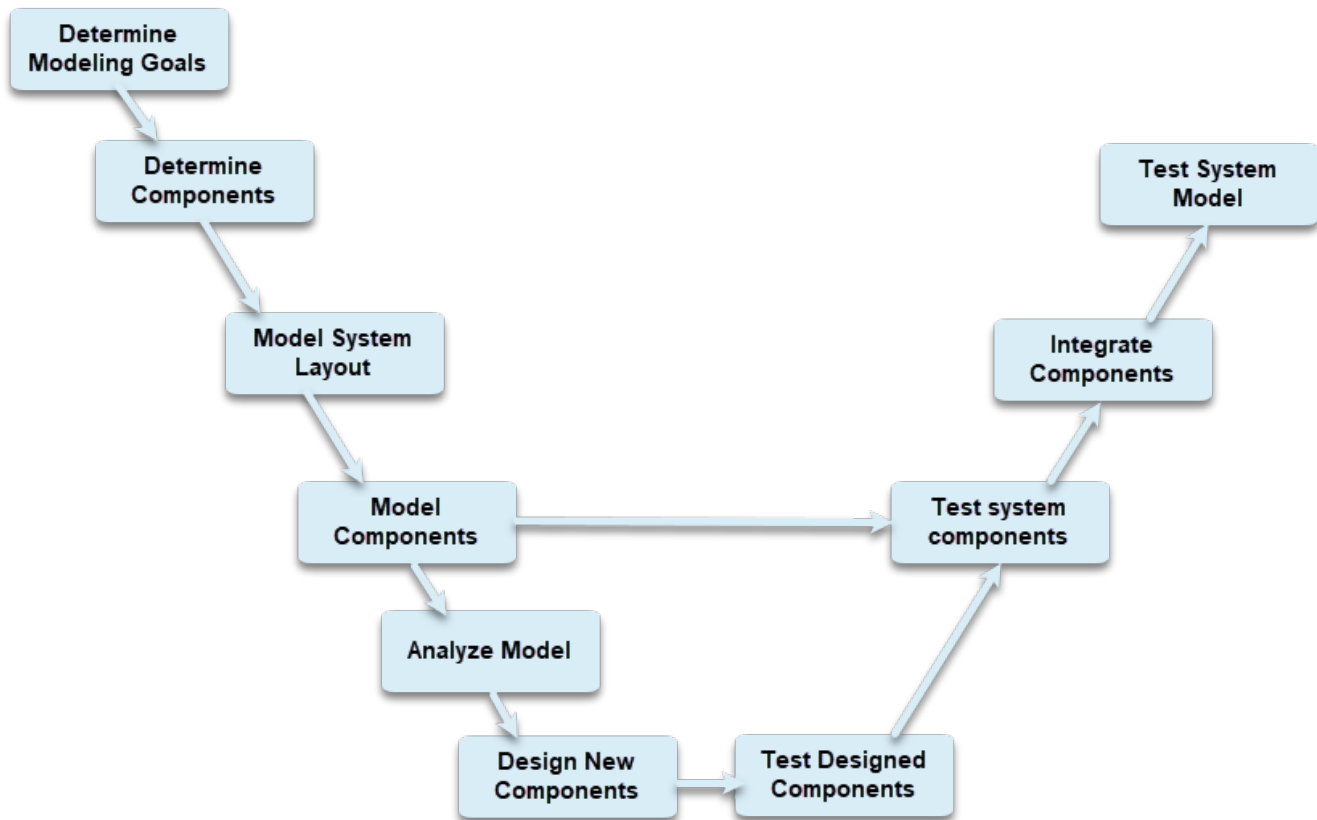 Determine
Modeling Goals
Determine
Components
Test System
Model
Model System
Layout
Integrate
Components
Model
Components
Test system
components
Analyze Model
Design New
Components
Test Designed
Components